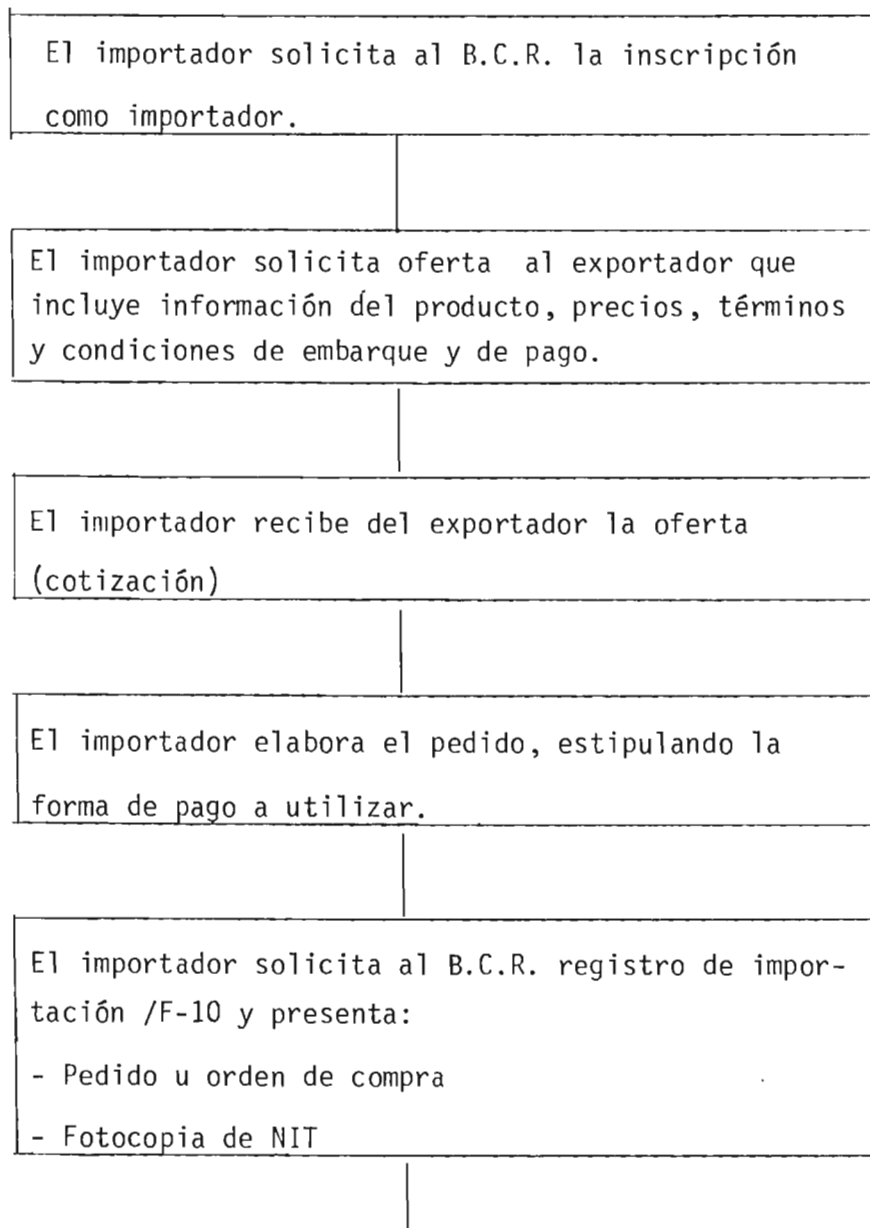 El importador solicita al B.C.R. la inscripción
como importador.
El importador solicita oferta al exportador que
incluye información del producto, precios, términos
y condiciones de embarque y de pago.
El importador recibe del exportador la oferta
(cotización)
El importador elabora el pedido, estipulando la
forma de pago a utilizar.
El importador solicita al B.C.R. registro de impor-
tación /F-10 y presenta:
- Pedido u orden de compra
- Fotocopia de NIT